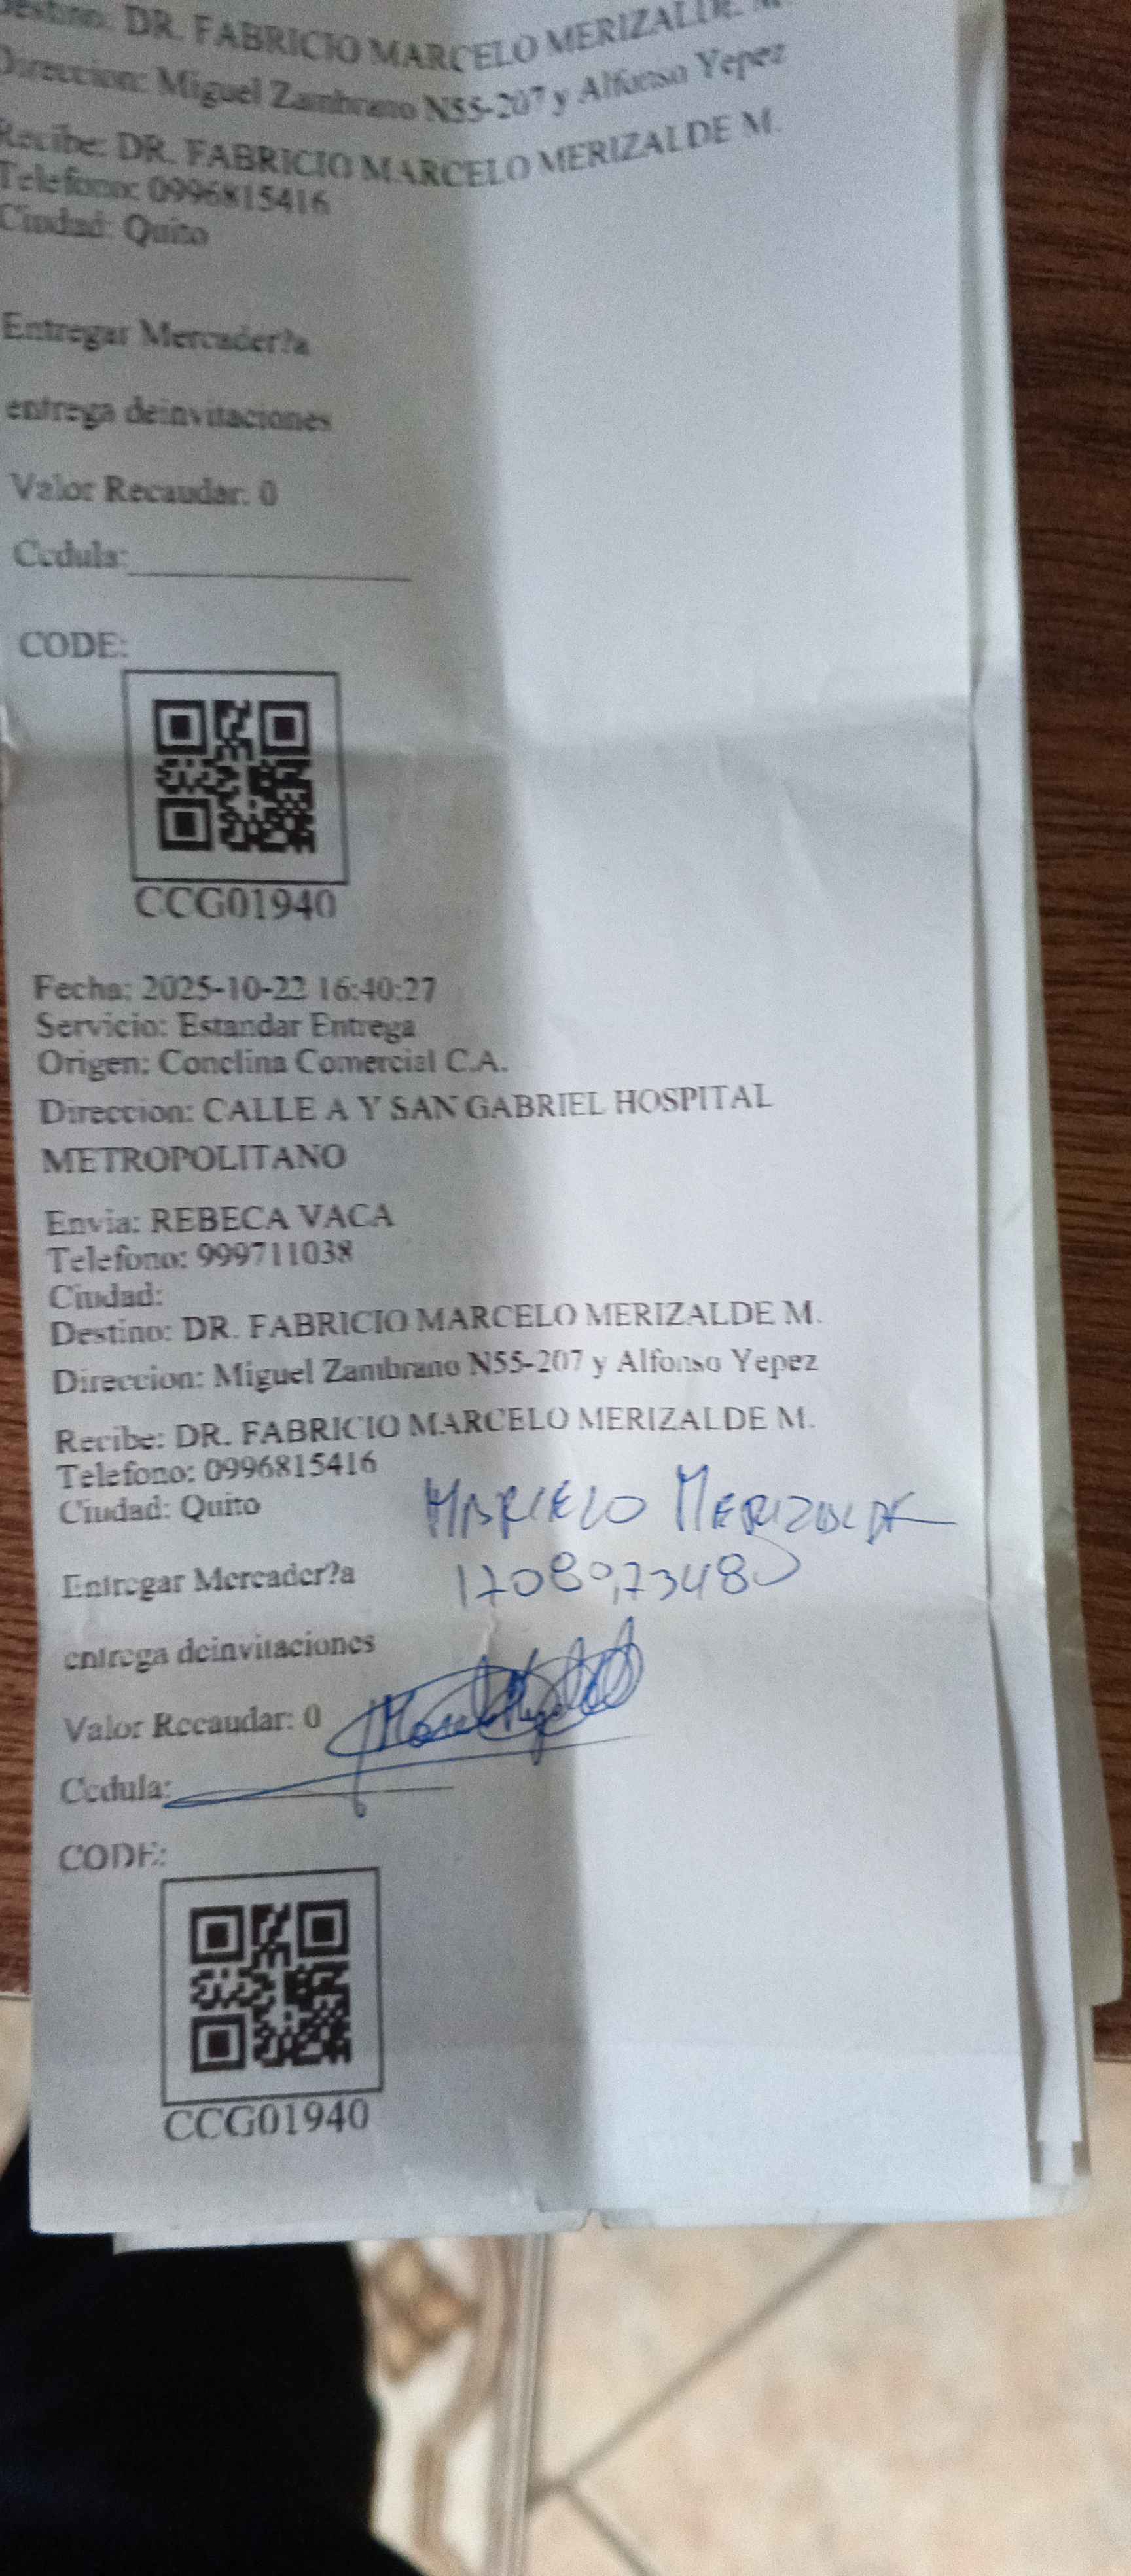 Destino: DR. FABRICIO MARCELO MERIZALDE M.
Direccion: Miguel Zambrano N55-207 y Alfonso Yepez
Recibe: DR. FABRICIO MARCELO MERIZALDE M.
Telefono: 0996815416
Ciudad: Quito
Entregar Mercader?a
entrega deinvitaciones
Valor Recaudar: 0
Cedula:
CODE:
CCG01940
Fecha: 2025-10-22 16:40:27
Servicio: Estandar Entrega
Origen: Conclina Comercial C.A.
Direccion: CALLE A Y SAN GABRIEL HOSPITAL
METROPOLITANO
Envia: REBECA VACA
Telefono: 999711038
Ciudad:
Destino: DR. FABRICIO MARCELO MERIZALDE M.
Direccion: Miguel Zambrano N55-207 y Alfonso Yepez
Recibe: DR. FABRICIO MARCELO MERIZALDE M.
Telefono: 0996815416
Ciudad: Quito
MARCELO MERIZALDE
Entregar Mercader?a
entrega deinvitaciones
Valor Recaudar: 0
Cedula:
CODE:
CCG01940